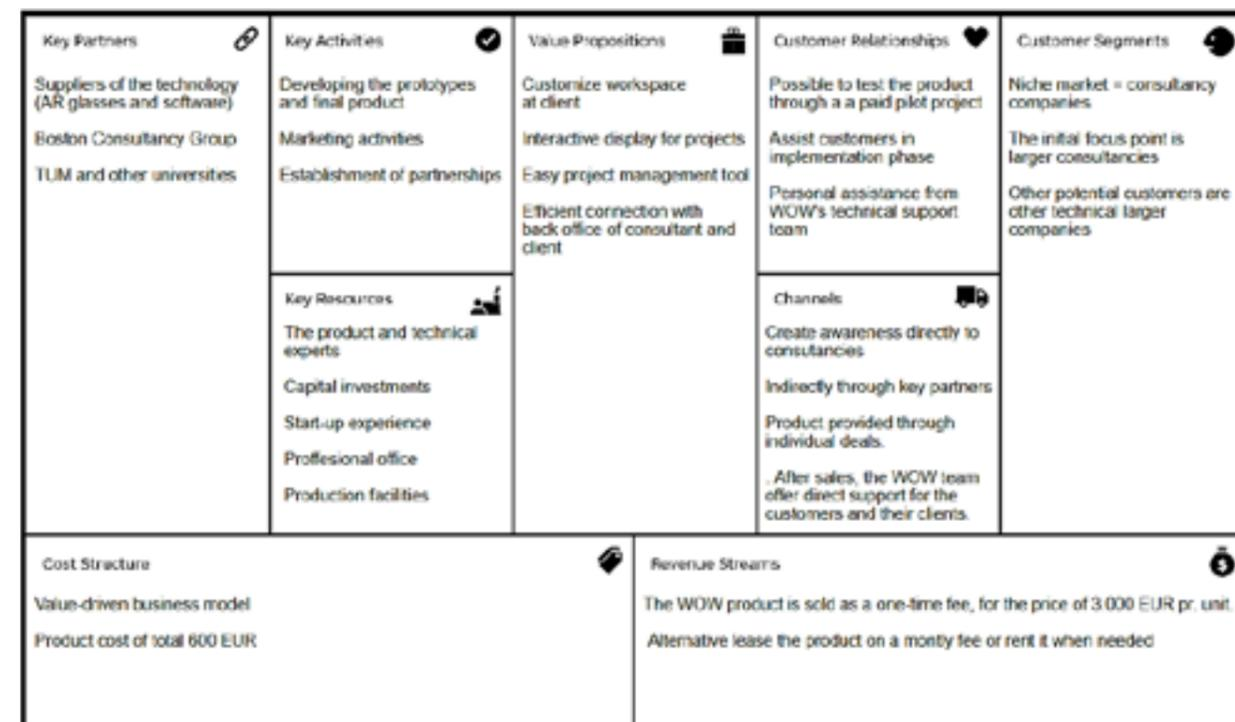 Key Partners
Suppliers of the technology
(AR glasses and software)
Boston Consultancy Group
TUM and other universities
Key Activities
Developing the prototypes
and final product
Marketing activities
Establishment of partnerships
Key Resources
The product and technical
experts
Capital investments
Start-up experience
Proffesional office
Production facilities
Value Propositions
Customize workspace
at client
Interactive display for projects
Easy project management tool
Efficient connection with
back office of consultant and
client
Customer Relationships
Possible to test the product
through a a paid pilot project
Assist customers in
implementation phase
Personal assistance from
WOW's technical support
team
Channels
Create awareness directly to
consutancies
Indirectly through key partners
Product provided through
individual deals.
. After sales, the WOW team
offer direct support for the
customers and their clients.
Customer Segments
Niche market = consultancy
companies
The initial focus point is
larger consultancies
Other potential customers are
other technical larger
companies
Cost Structure
Value-driven business model
Product cost of total 600 EUR
Revenue Streams
The WOW product is sold as a one-time fee, for the price of 3 000 EUR pr. unit.
Alternative lease the product on a montly fee or rent it when needed